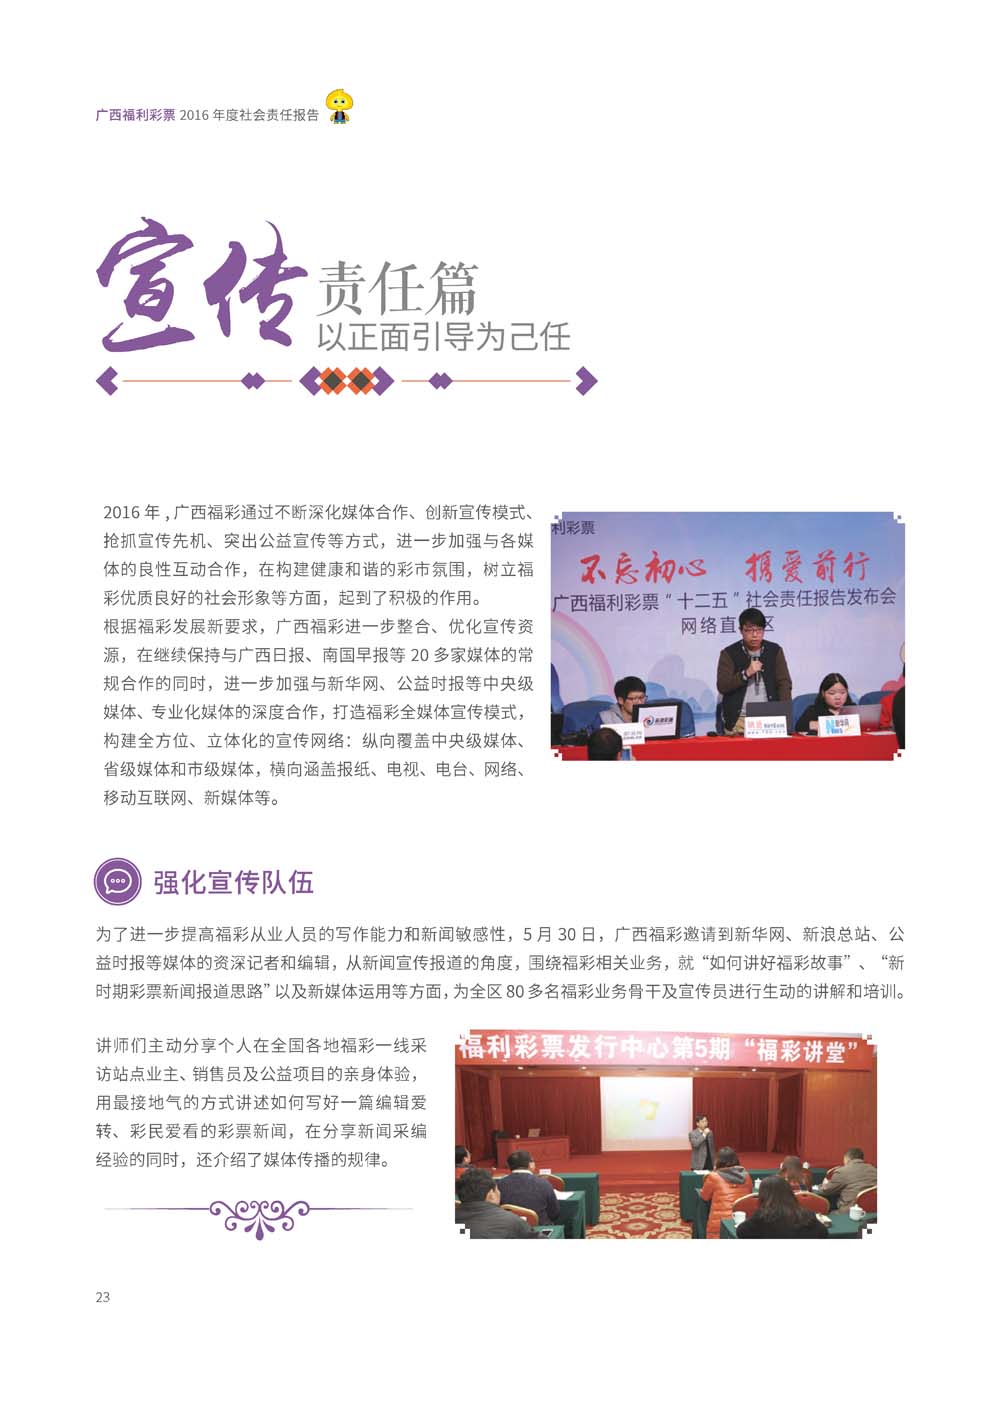 广西福利彩票 2016 年度社会责任报告
宣传 责任篇
以正面引导为己任
2016 年 , 广西福彩通过不断深化媒体合作、创新宣传模式、
抢抓宣传先机、突出公益宣传等方式，进一步加强与各媒
体的良性互动合作，在构建健康和谐的彩市氛围，树立福
彩优质良好的社会形象等方面，起到了积极的作用。
根据福彩发展新要求，广西福彩进一步整合、优化宣传资
源，在继续保持与广西日报、南国早报等 20 多家媒体的常
规合作的同时，进一步加强与新华网、公益时报等中央级
媒体、专业化媒体的深度合作，打造福彩全媒体宣传模式，
构建全方位、立体化的宣传网络：纵向覆盖中央级媒体、
省级媒体和市级媒体，横向涵盖报纸、电视、电台、网络、
移动互联网、新媒体等。
利彩票
不忘初心 携爱前行
广西福利彩票“十二五”社会责任报告发布会
网络直 区
新华网
强化宣传队伍
为了进一步提高福彩从业人员的写作能力和新闻敏感性，5 月 30 日，广西福彩邀请到新华网、新浪总站、公
益时报等媒体的资深记者和编辑，从新闻宣传报道的角度，围绕福彩相关业务，就“如何讲好福彩故事”、“新
时期彩票新闻报道思路”以及新媒体运用等方面，为全区 80 多名福彩业务骨干及宣传员进行生动的讲解和培训。
讲师们主动分享个人在全国各地福彩一线采
访站点业主、销售员及公益项目的亲身体验，
用最接地气的方式讲述如何写好一篇编辑爱
转、彩民爱看的彩票新闻，在分享新闻采编
经验的同时，还介绍了媒体传播的规律。
福利彩票发行中心第5期“福彩讲堂”
23